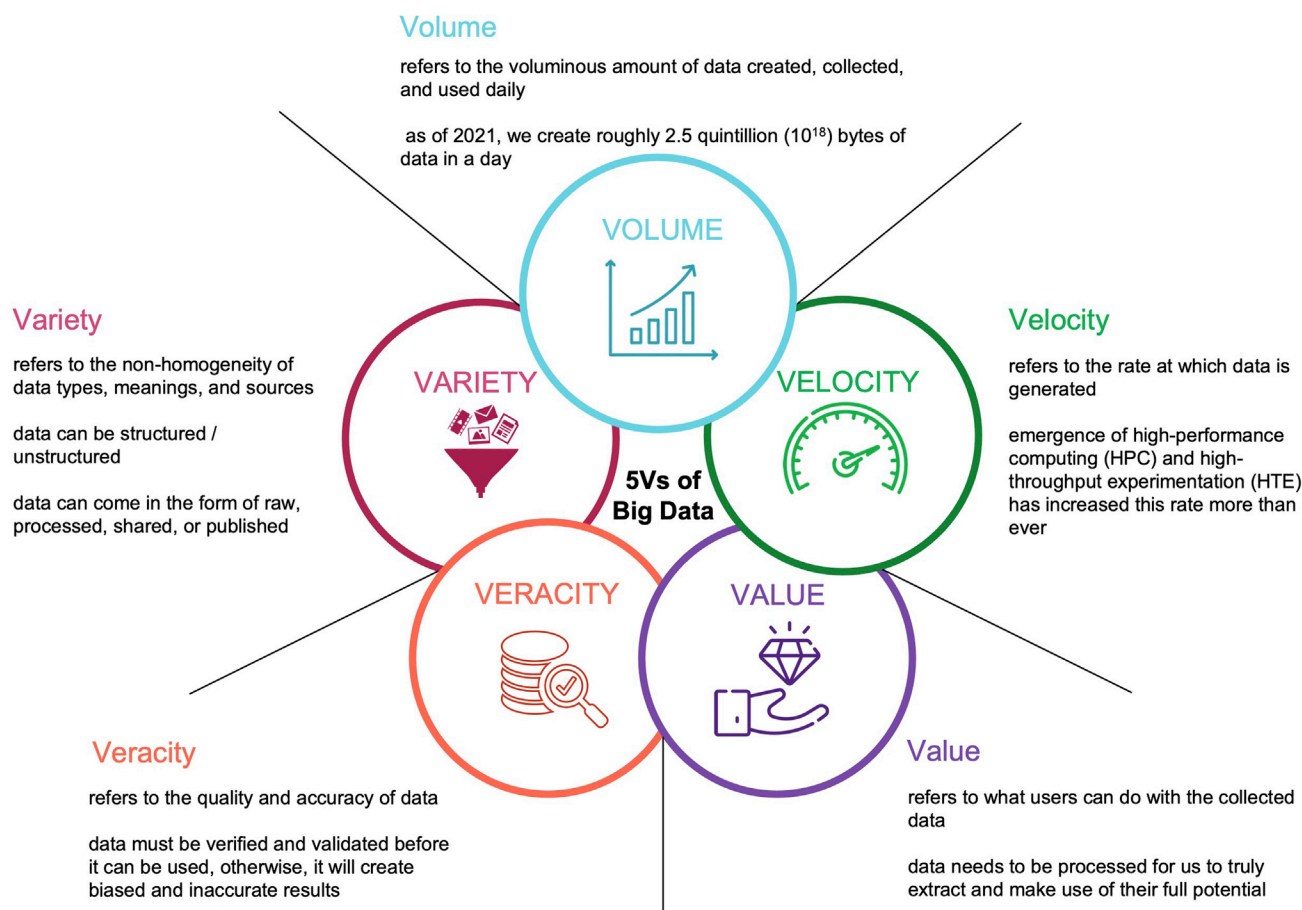 Volume
refers to the voluminous amount of data created, collected,
and used daily
as of 2021, we create roughly 2.5 quintillion (10¹⁸) bytes of
data in a day
VOLUME
Variety
refers to the non-homogeneity of
data types, meanings, and sources
data can be structured /
unstructured
data can come in the form of raw,
processed, shared, or published
VARIETY
VELOCITY
Velocity
refers to the rate at which data is
generated
emergence of high-performance
computing (HPC) and high-
throughput experimentation (HTE)
has increased this rate more than
ever
5Vs of
Big Data
VERACITY
VALUE
Veracity
refers to the quality and accuracy of data
data must be verified and validated before
it can be used, otherwise, it will create
biased and inaccurate results
Value
refers to what users can do with the collected
data
data needs to be processed for us to truly
extract and make use of their full potential